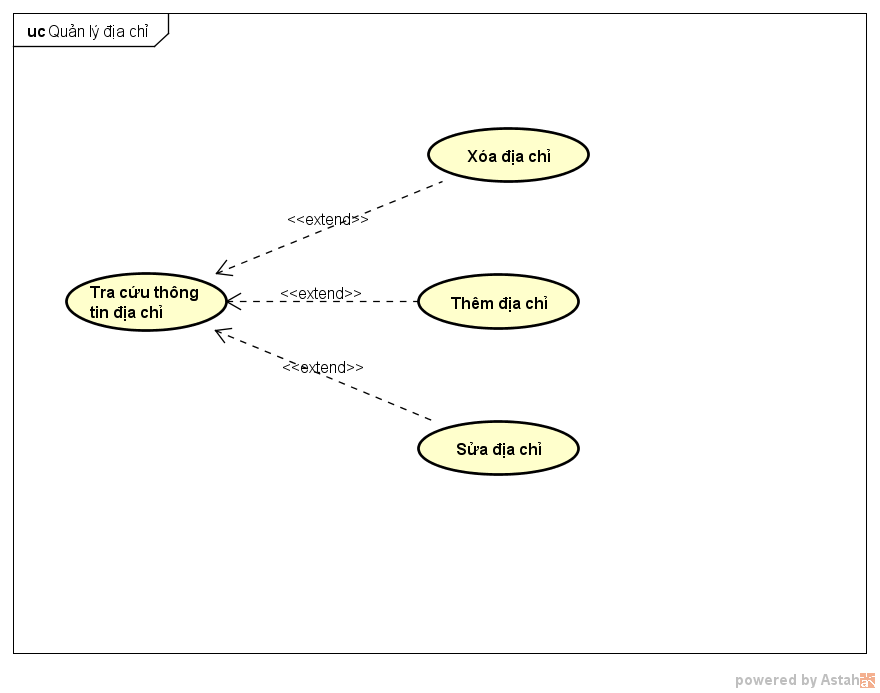 uc Quản lý địa chỉ
Xóa địa chỉ
<<extend>>
Tra cứu thông
tin địa chỉ
<<extend>>
Thêm địa chỉ
<<extend>>
Sửa địa chỉ
powered by Astah